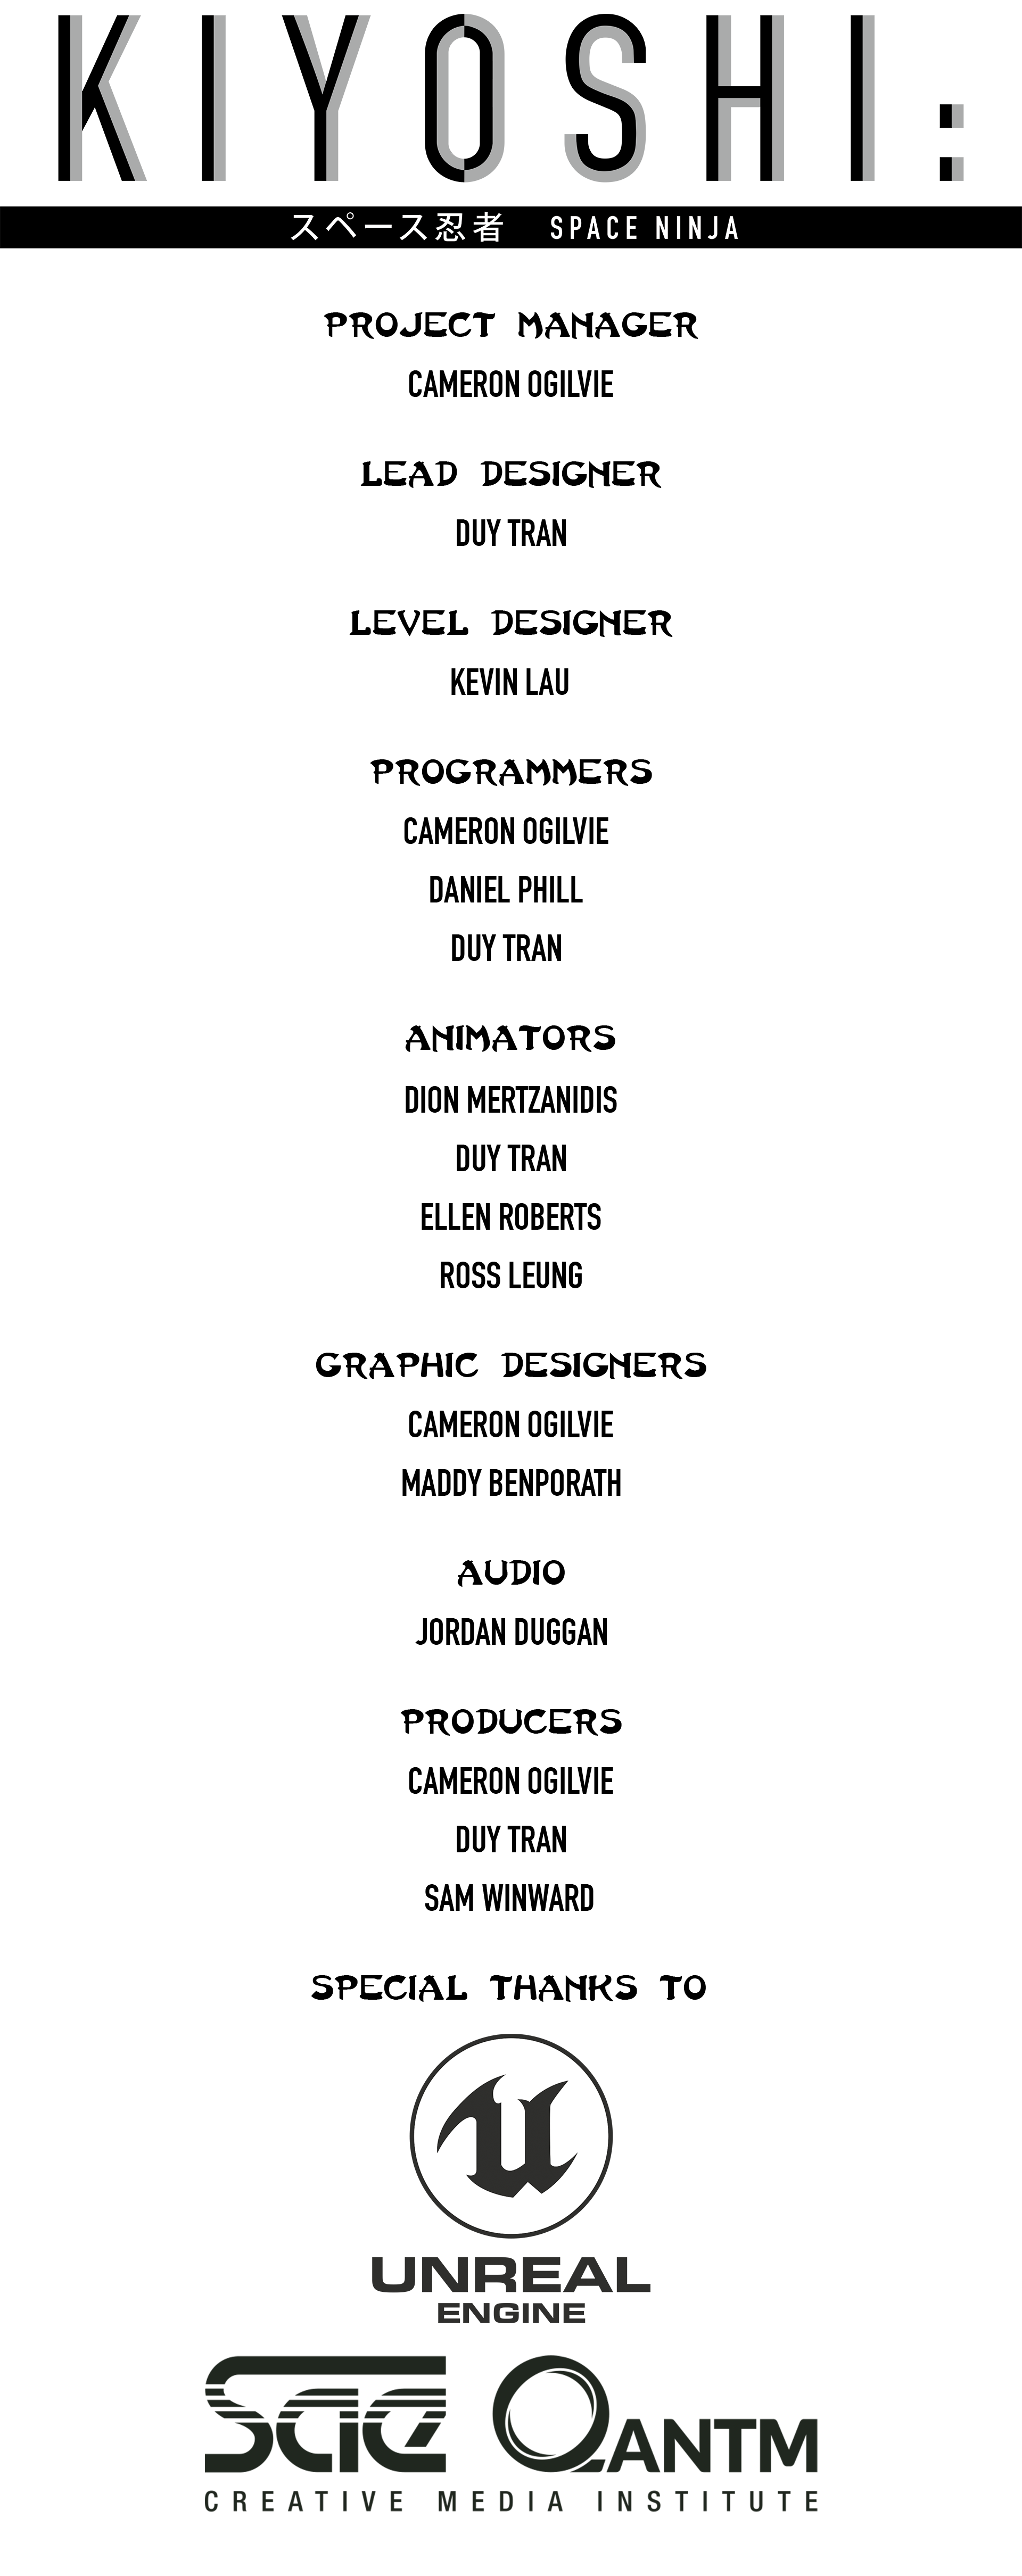 KIYOSHI:
スペース忍者 SPACE NINJA
PROJECT MANAGER
CAMERON OGILVIE
LEAD DESIGNER
DUY TRAN
LEVEL DESIGNER
KEVIN LAU
PROGRAMMERS
CAMERON OGILVIE
DANIEL PHILL
DUY TRAN
ANIMATORS
DION MERTZANIDIS
DUY TRAN
ELLEN ROBERTS
ROSS LEUNG
GRAPHIC DESIGNERS
CAMERON OGILVIE
MADDY BENPORATH
AUDIO
JORDAN DUGGAN
PRODUCERS
CAMERON OGILVIE
DUY TRAN
SAM WINWARD
SPECIAL THANKS TO
U
UNREAL
ENGINE
sae QANTM
CREATIVE MEDIA INSTITUTE